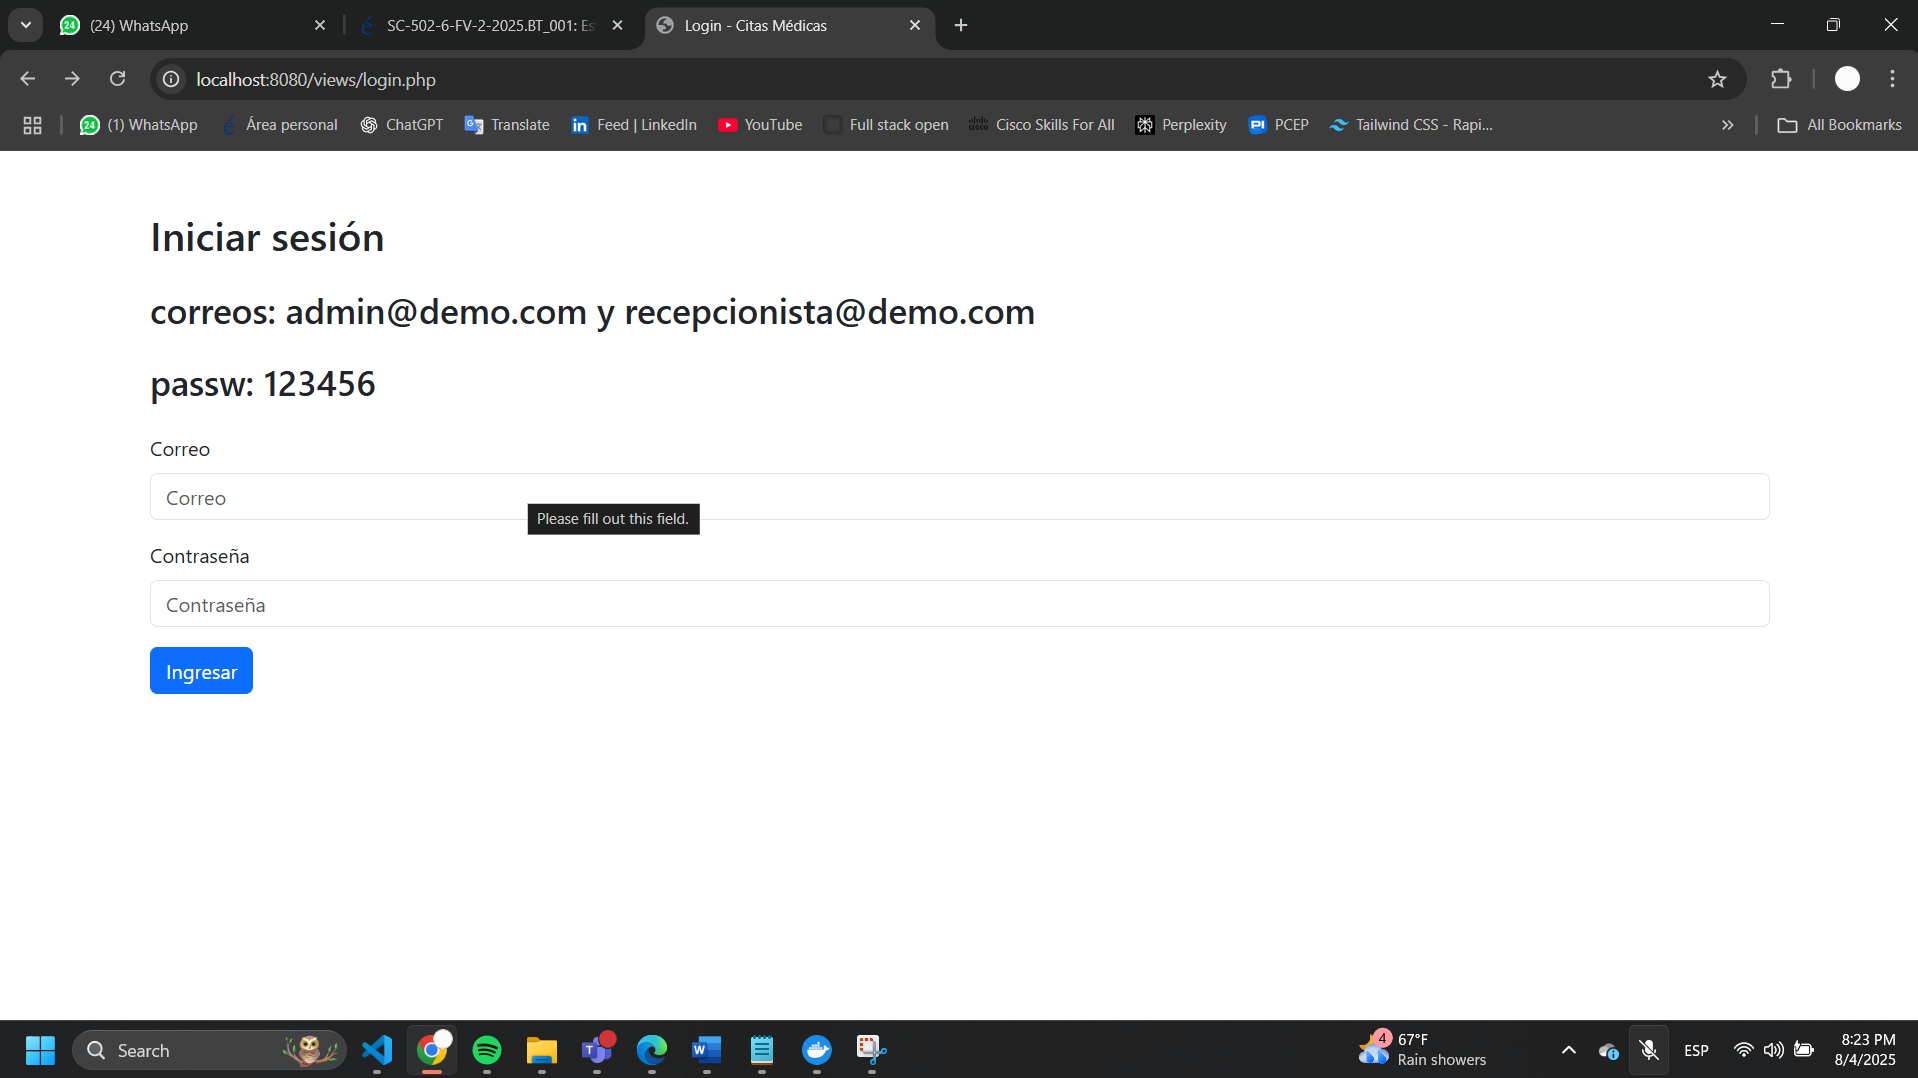 (24) WhatsApp
SC-502-6-FV-2-2025.BT_001: Es
Login - Citas Médicas
localhost:8080/views/login.php
24 (1) WhatsApp
Área personal
ChatGPT
Translate
Feed | LinkedIn
YouTube
Full stack open
Cisco Skills For All
Perplexity
PCEP
Tailwind CSS - Rapi...
All Bookmarks
Iniciar sesión
correos: admin@demo.com y recepcionista@demo.com
passw: 123456
Correo
Correo
Please fill out this field.
Contraseña
Contraseña
Ingresar
Search
4
67°F
Rain showers
ESP
8:23 PM
8/4/2025